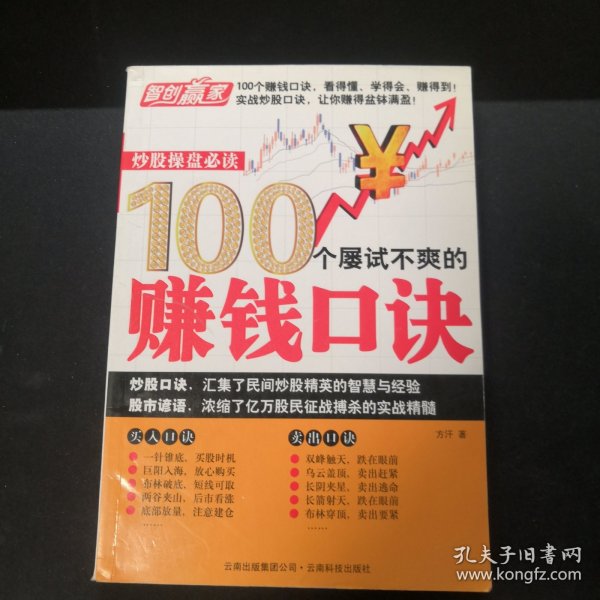 智创赢家
100个赚钱口诀，看得懂、学得会、赚得到！
实战炒股口诀，让你赚得盆钵满盈！
炒股操盘必读
100
个屡试不爽的
赚钱口诀
炒股口诀、汇集了民间炒股精英的智慧与经验
股市谚语、浓缩了亿万股民征战搏杀的实战精髓
方汗 著
买入口诀
一针锥底、买股时机
巨阳入海，放心购买
布林破底，短线可取
两谷夹山，后市看涨
底部放量，注意建仓
……
卖出口诀
双峰触天，跌在眼前
乌云盖顶、卖出赶紧
长阴夹星、卖出逃命
长箭射天、跌在眼前
布林穿顶，卖出要紧
……
云南出版集团公司·云南科技出版社
孔夫子旧书网
www.kongfz.com